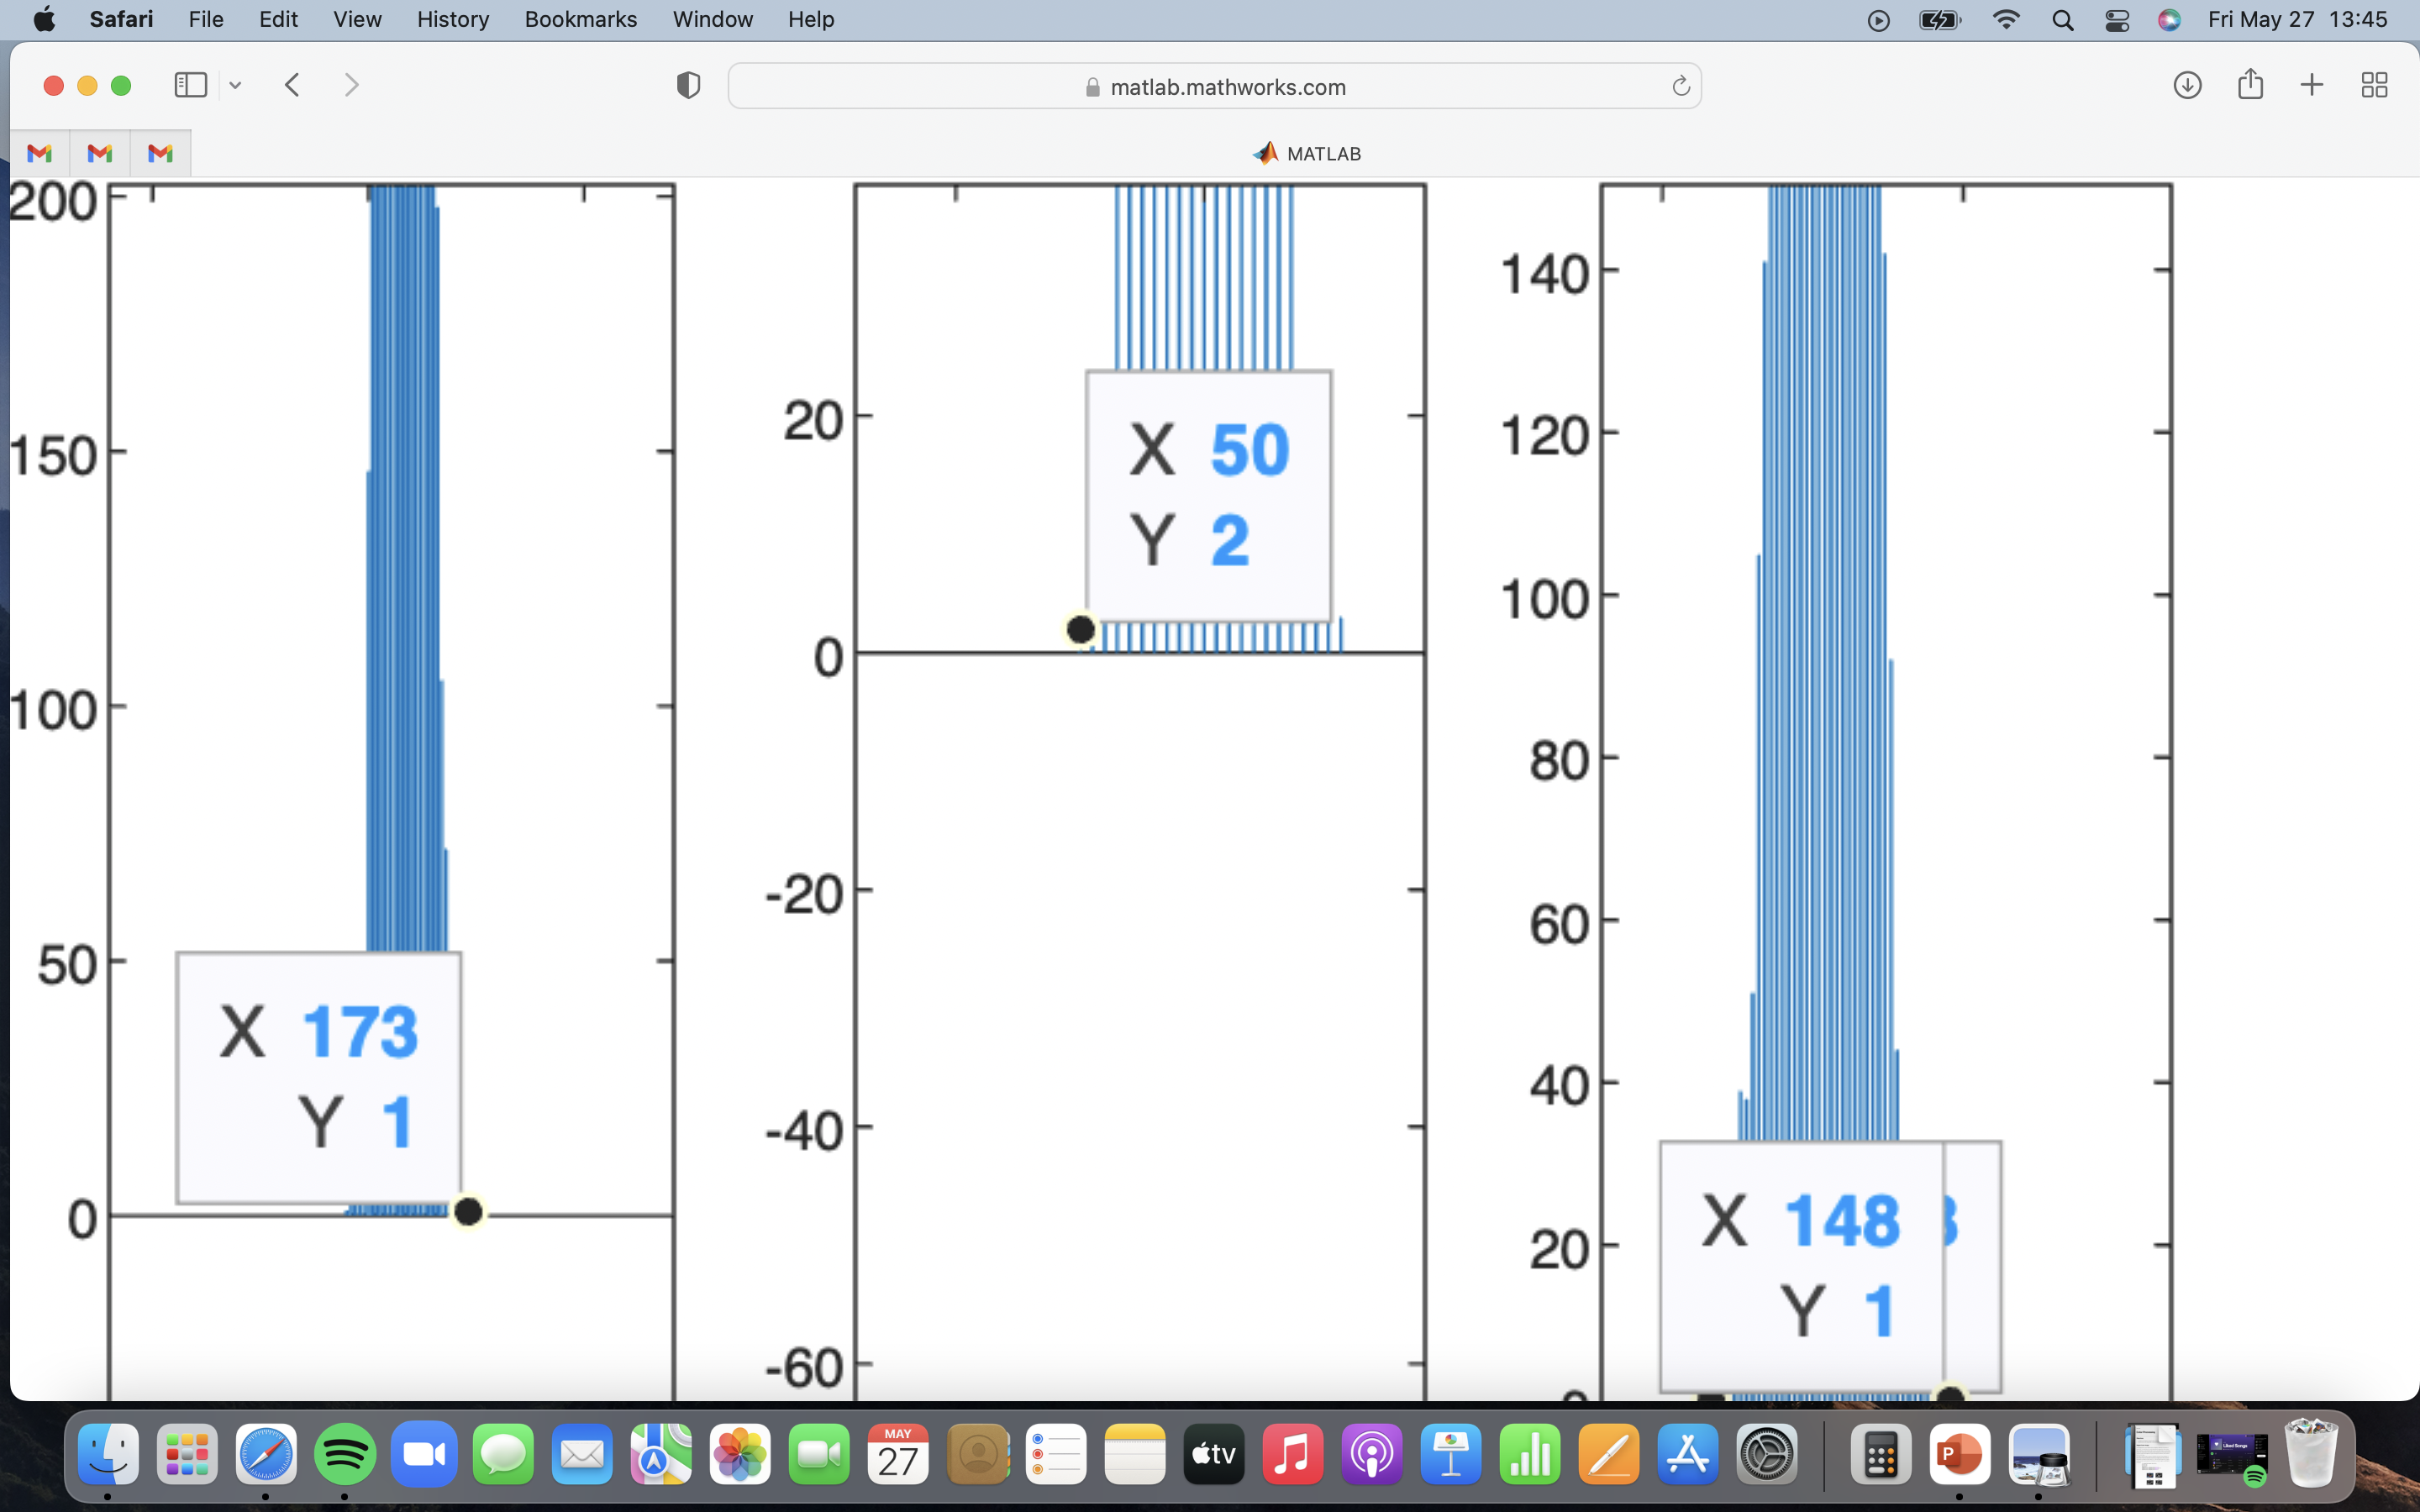 Safari File Edit View History Bookmarks Window Help Fri May 27 13:45
matlab.mathworks.com
MATLAB
200
150
100
50
0
X 173
Y 1
20
0
-20
-40
-60
X 50
Y 2
140
120
100
80
60
40
20
X 148
Y 1
MAY
27
tv
P